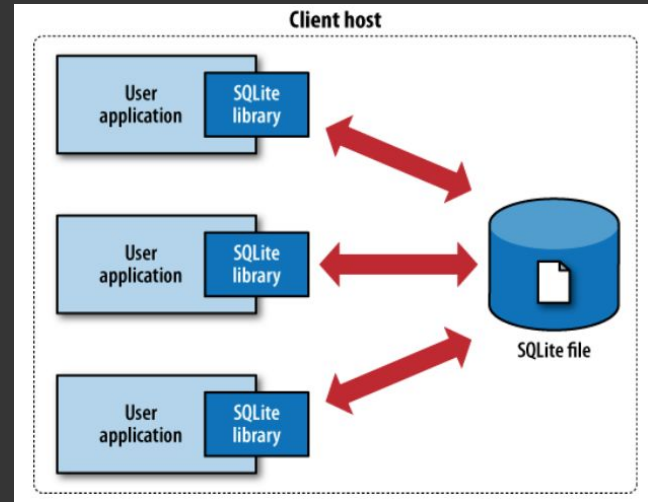 Client host
User
application
SQLite
library
User
application
SQLite
library
SQLite file
User
application
SQLite
library